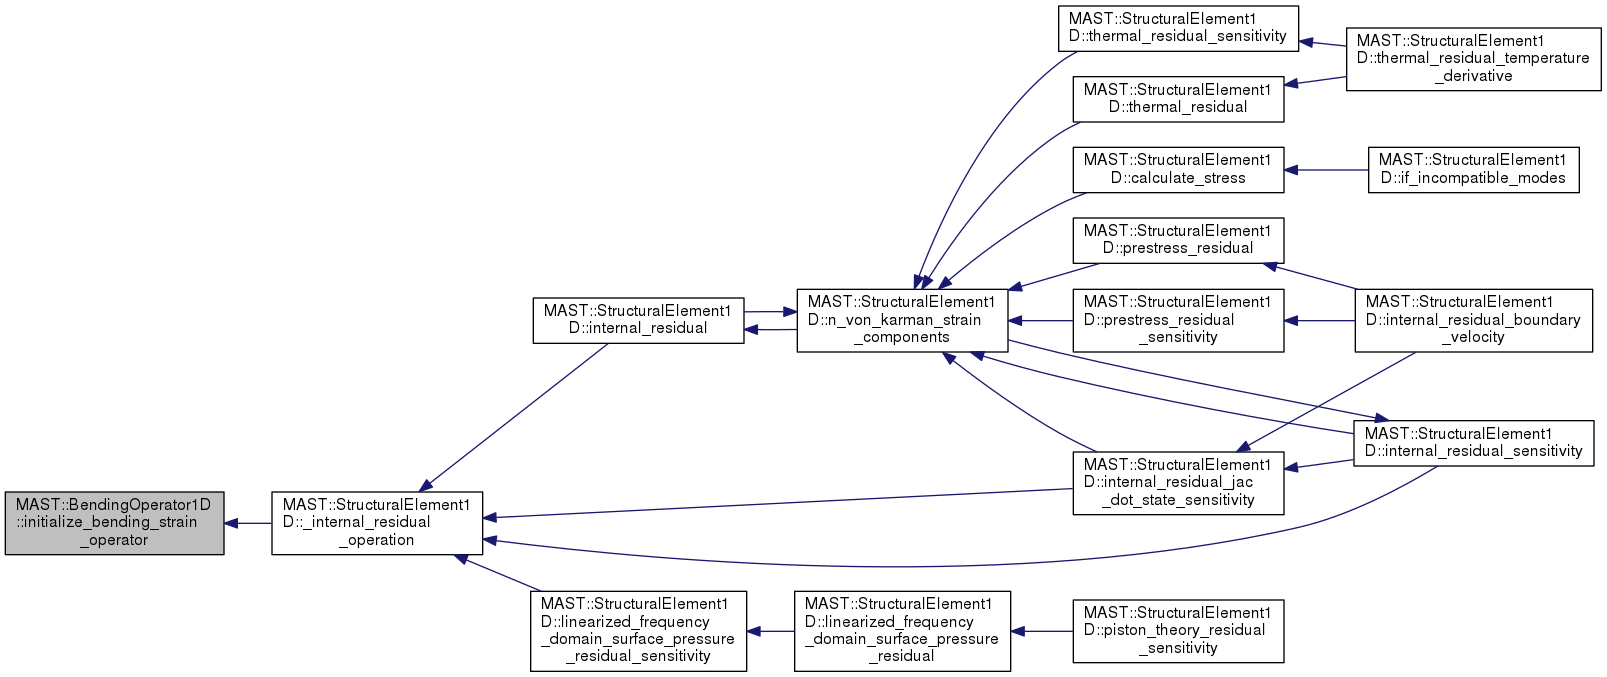 MAST::StructuralElement1
D::thermal_residual_sensitivity
MAST::StructuralElement1
D::thermal_residual_temperature
_derivative
MAST::StructuralElement1
D::thermal_residual
MAST::StructuralElement1
D::calculate_stress
MAST::StructuralElement1
D::if_incompatible_modes
MAST::StructuralElement1
D::prestress_residual
MAST::StructuralElement1
D::internal_residual
MAST::StructuralElement1
D::n_von_karman_strain
_components
MAST::StructuralElement1
D::prestress_residual
_sensitivity
MAST::StructuralElement1
D::internal_residual_boundary
_velocity
MAST::StructuralElement1
D::internal_residual_sensitivity
MAST::StructuralElement1
D::internal_residual_jac
_dot_state_sensitivity
MAST::BendingOperator1D
::initialize_bending_strain
_operator
MAST::StructuralElement1
D::_internal_residual
_operation
MAST::StructuralElement1
D::linearized_frequency
_domain_surface_pressure
_residual_sensitivity
MAST::StructuralElement1
D::linearized_frequency
_domain_surface_pressure
_residual
MAST::StructuralElement1
D::piston_theory_residual
_sensitivity